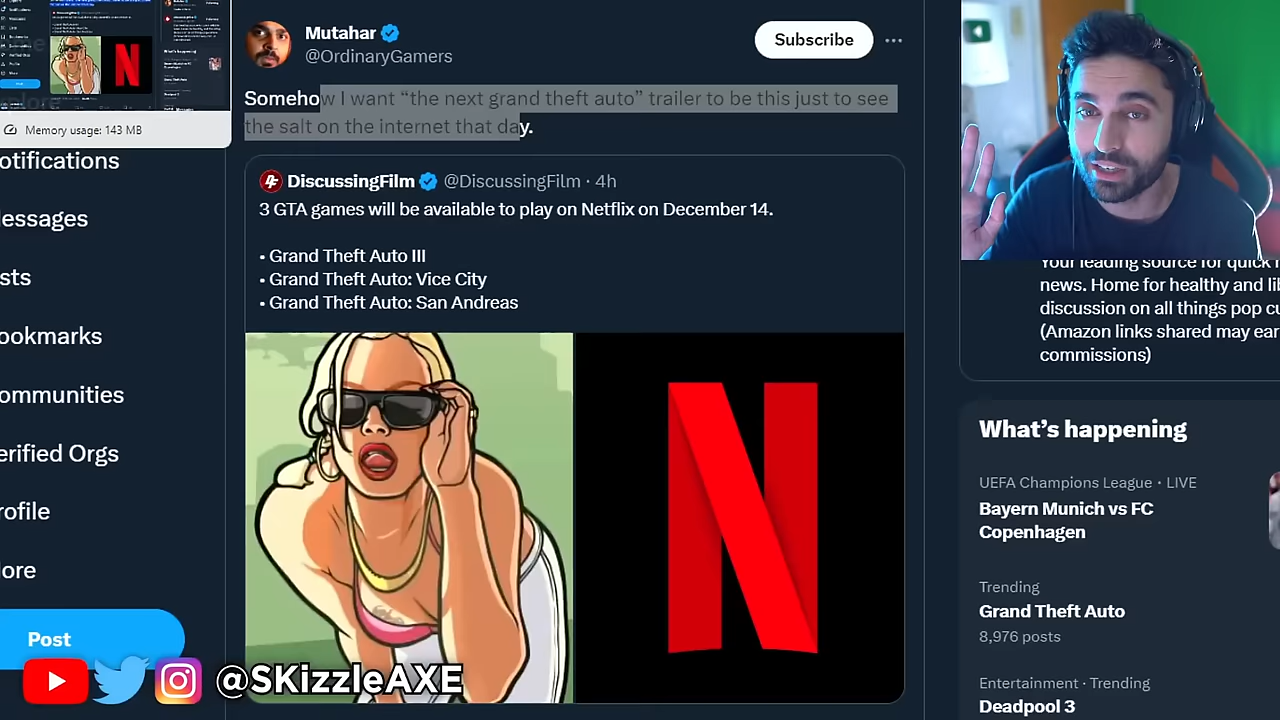 Memory usage: 143 MB
otifications
essages
sts
ookmarks
ommunities
erified Orgs
rofile
ore
Post
Mutahar
@OrdinaryGamers
Subscribe
Somehow I want “the next grand theft auto” trailer to be this just to see
the salt on the internet that day.
DiscussingFilm @DiscussingFilm · 4h
3 GTA games will be available to play on Netflix on December 14.
• Grand Theft Auto III
• Grand Theft Auto: Vice City
• Grand Theft Auto: San Andreas
N
Your leading source for quick
news. Home for healthy and lib
discussion on all things pop cu
(Amazon links shared may ear
commissions)
What’s happening
UEFA Champions League · LIVE
Bayern Munich vs FC
Copenhagen
Trending
Grand Theft Auto
8,976 posts
Entertainment · Trending
Deadpool 3
@SKizzleAXE